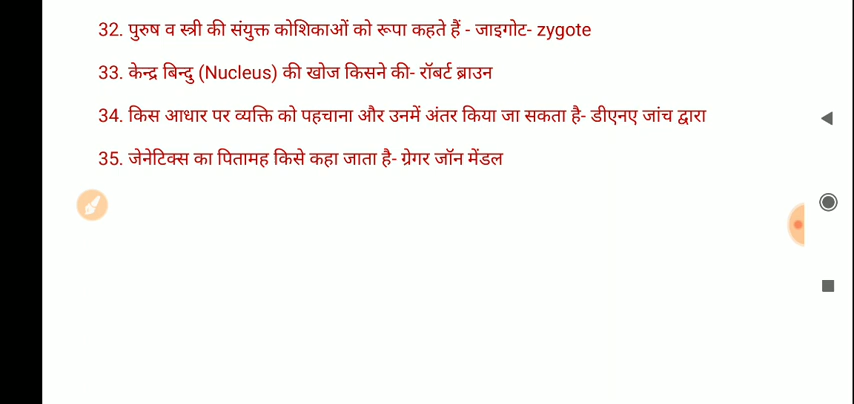 32. पुरुष व स्त्री की संयुक्त कोशिकाओं को रूपा कहते हैं - जाइगोट- zygote
33. केन्द्र बिन्दु (Nucleus) की खोज किसने की- रॉबर्ट ब्राउन
34. किस आधार पर व्यक्ति को पहचाना और उनमें अंतर किया जा सकता है- डीएनए जांच द्वारा
35. जेनेटिक्स का पितामह किसे कहा जाता है- ग्रेगर जॉन मेंडल